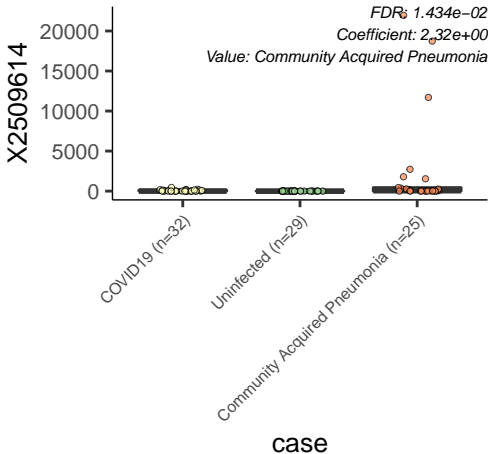 FDR: 1.434e−02
Coefficient: 2.32e+00
Value: Community Acquired Pneumonia
X2509614
20000
15000
10000
5000
0
COVID19 (n=32)
Uninfected (n=29)
Community Acquired Pneumonia (n=25)
case